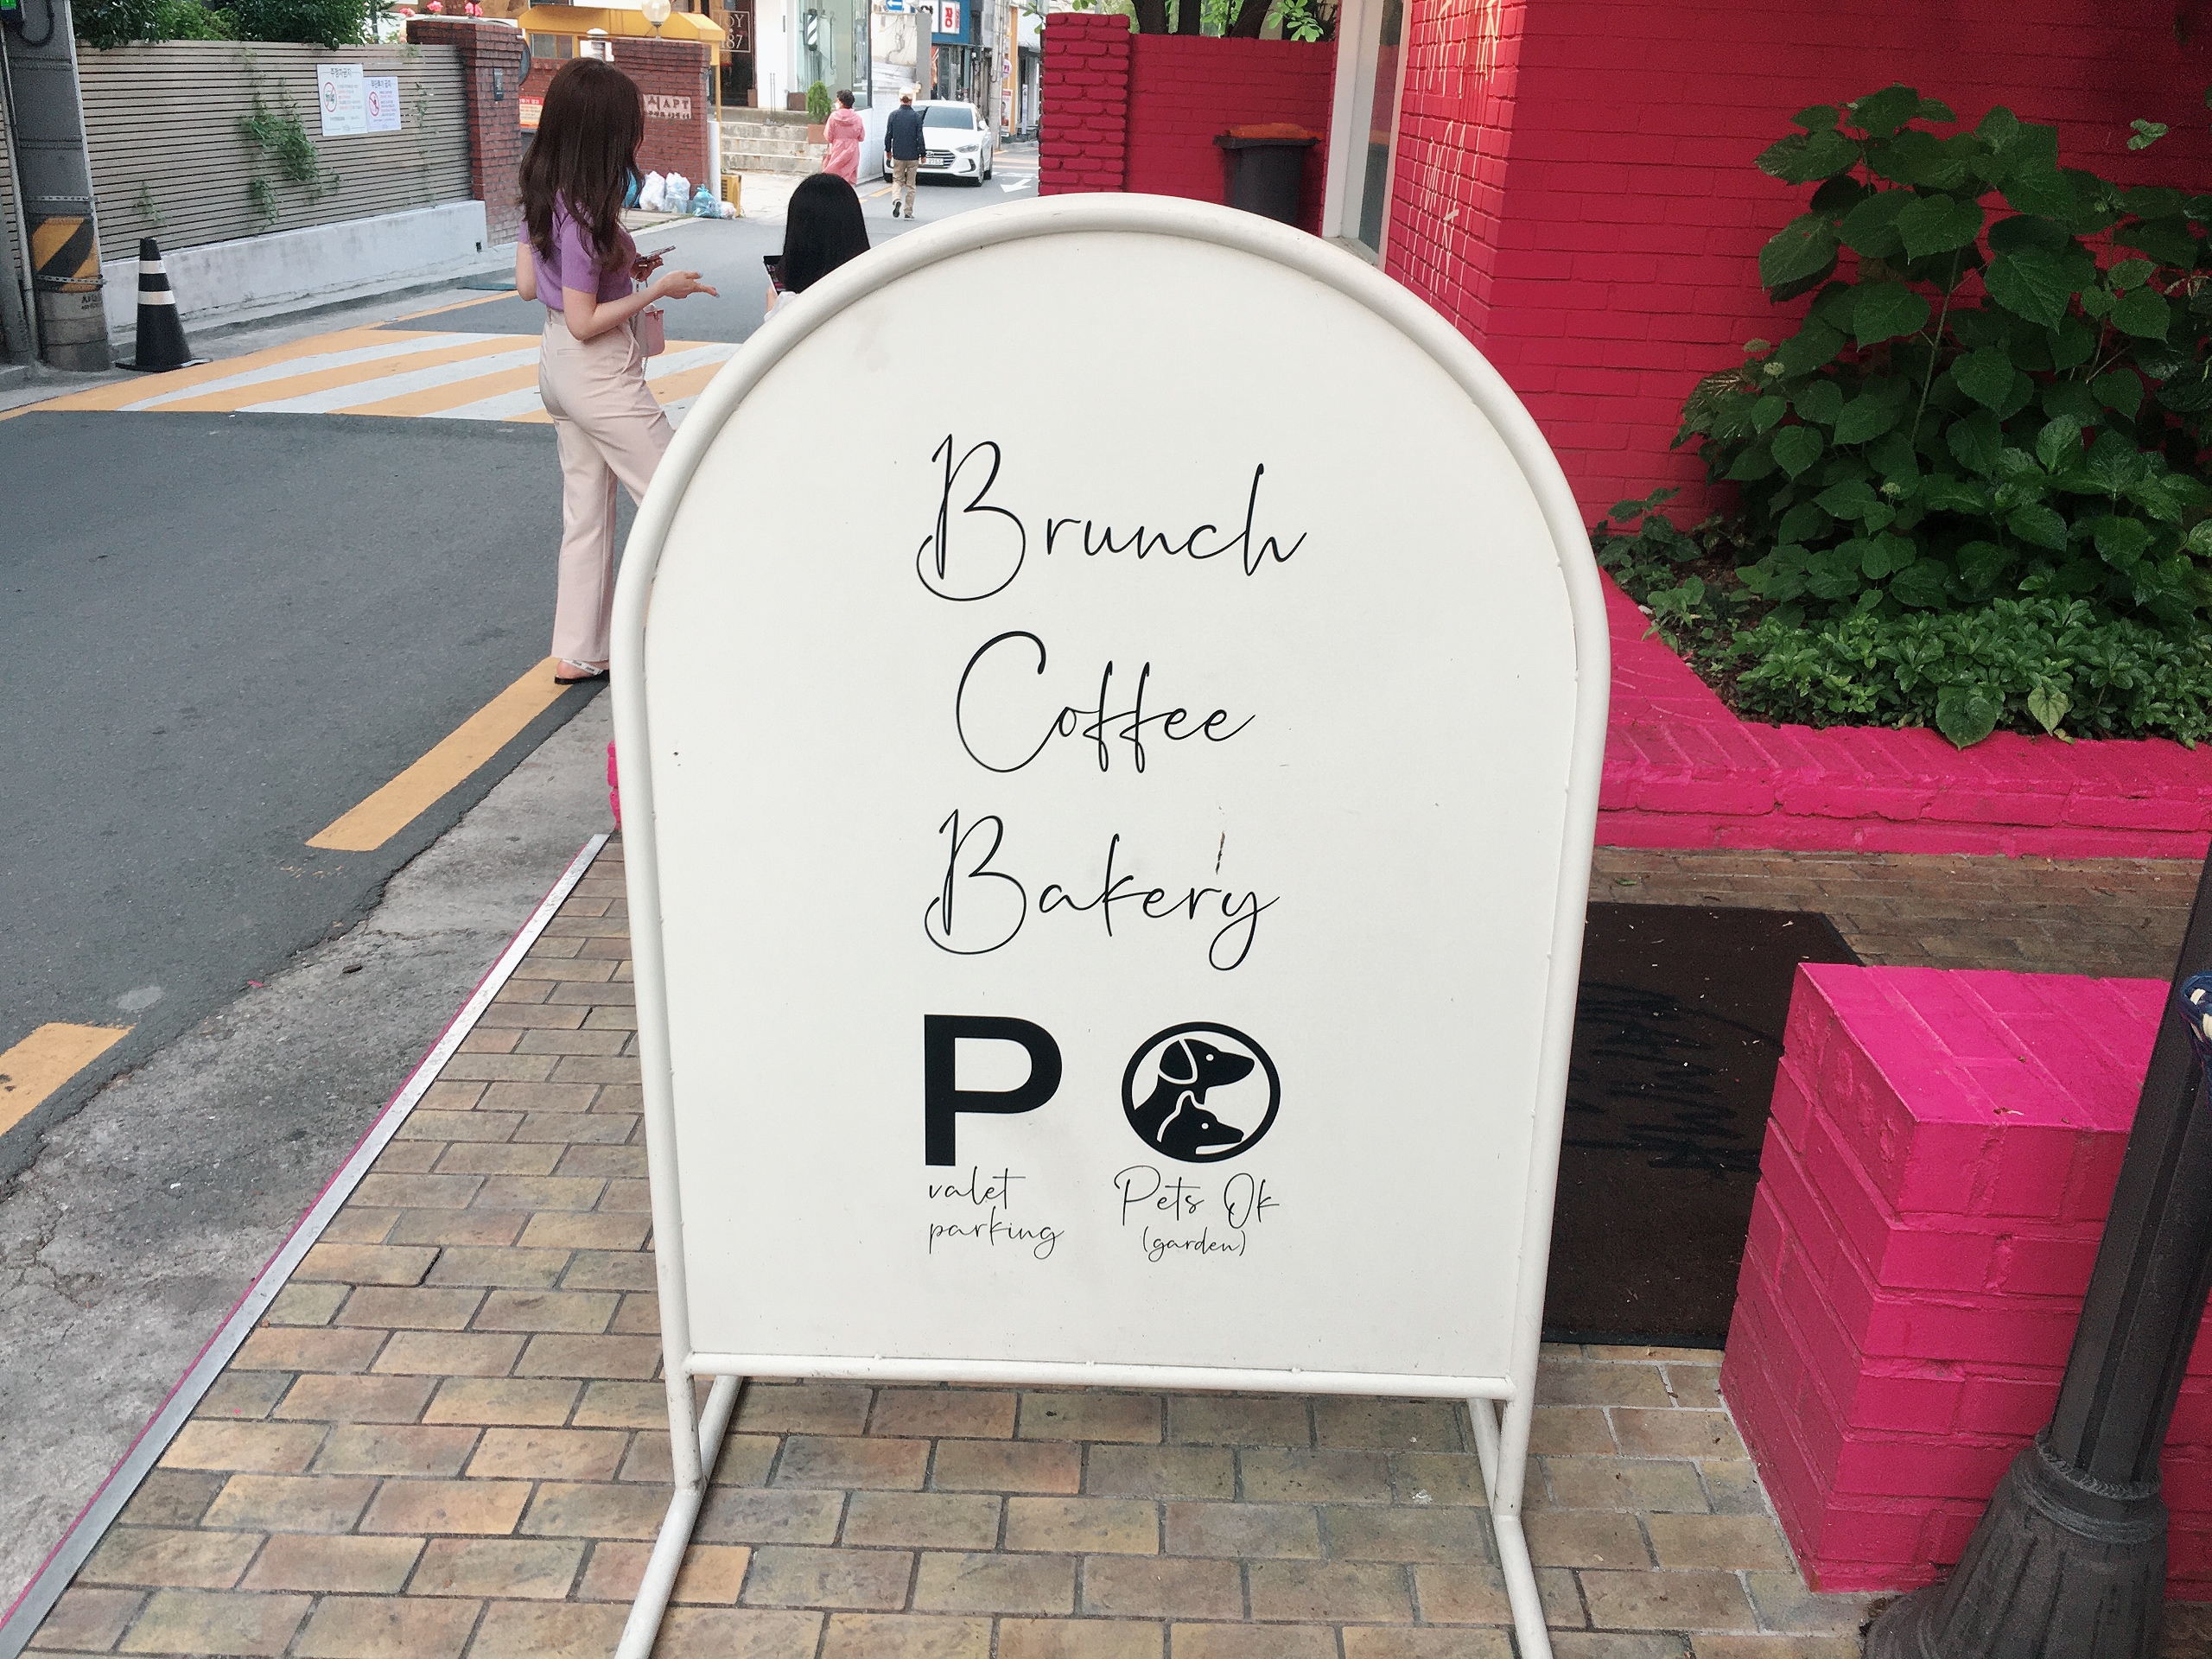 Brunch
Coffee
Bakery
P
valet
parking
Pets Ok
(garden)